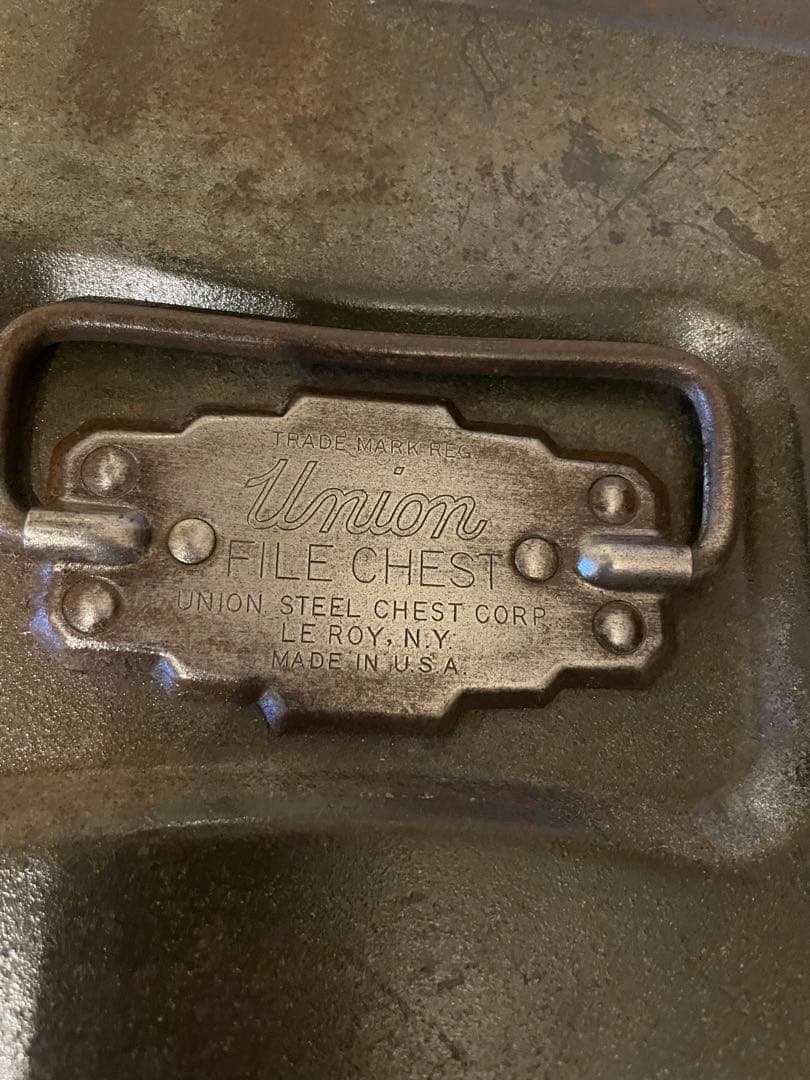 TRADE MARK REG.
Union
FILE CHEST
UNION STEEL CHEST CORP.
LE ROY, N.Y.
MADE IN U.S.A.